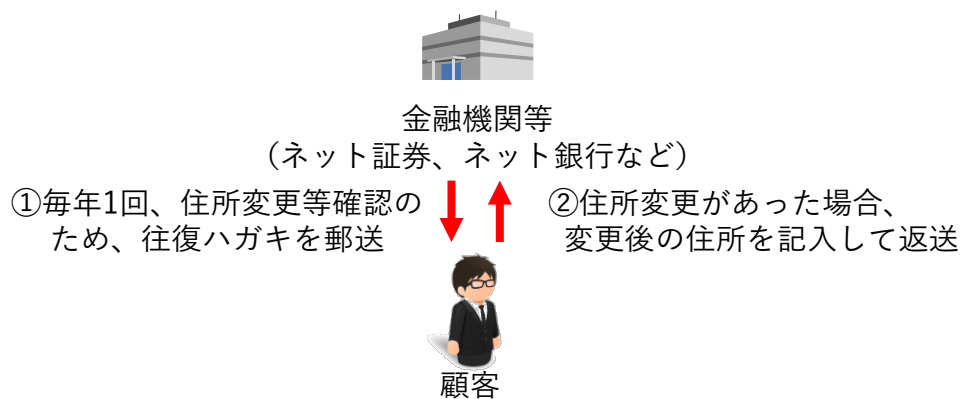 金融機関等
（ネット証券、ネット銀行など）
①毎年1回、住所変更等確認の
ため、往復ハガキを郵送
②住所変更があった場合、
変更後の住所を記入して返送
顧客